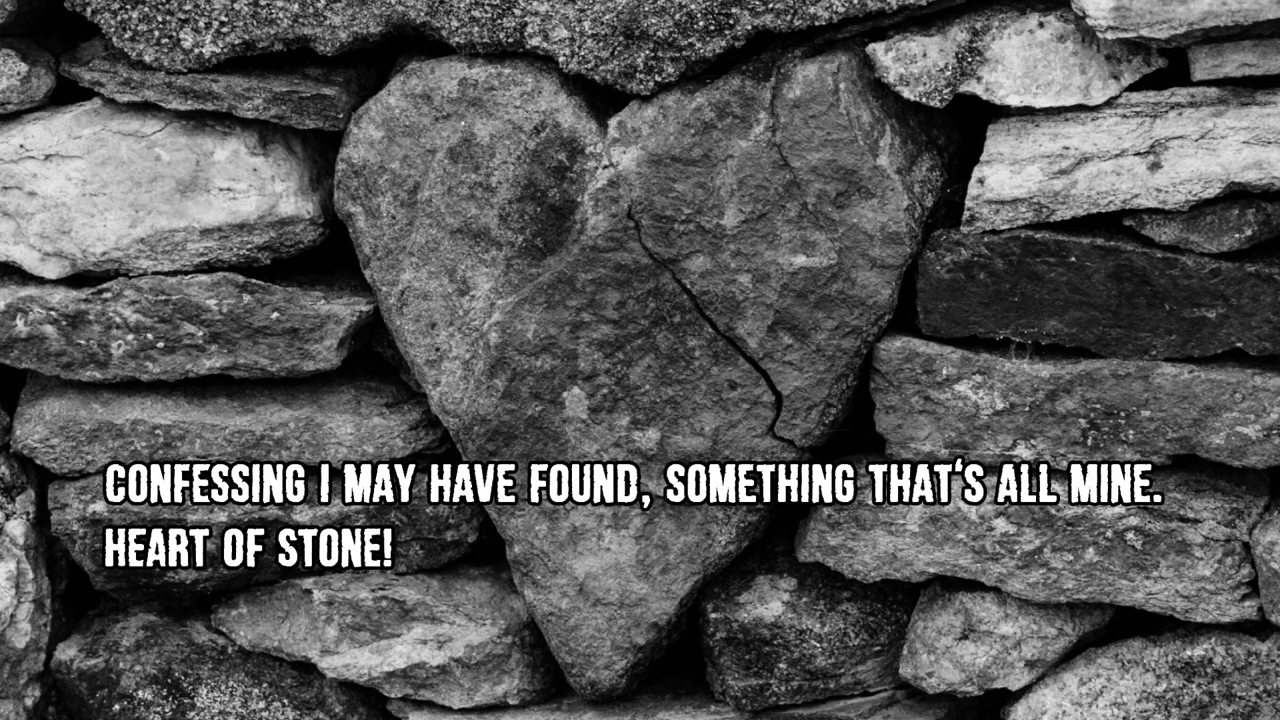 CONFESSING I MAY HAVE FOUND, SOMETHING THAT'S ALL MINE.
HEART OF STONE!